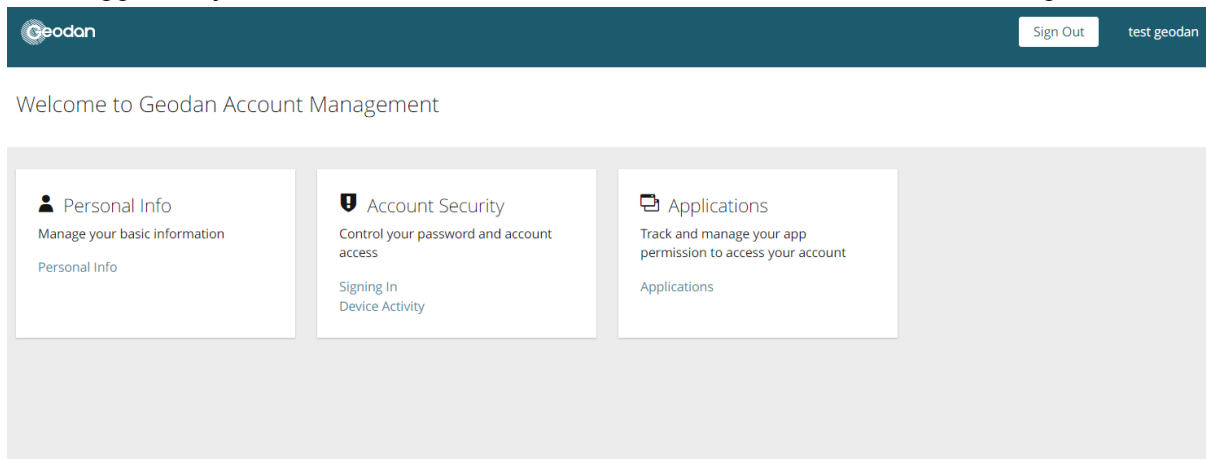 Geodan
Sign Out
test geodan
Welcome to Geodan Account Management
Personal Info
Manage your basic information
Personal Info
Account Security
Control your password and account
access
Signing In
Device Activity
Applications
Track and manage your app
permission to access your account
Applications